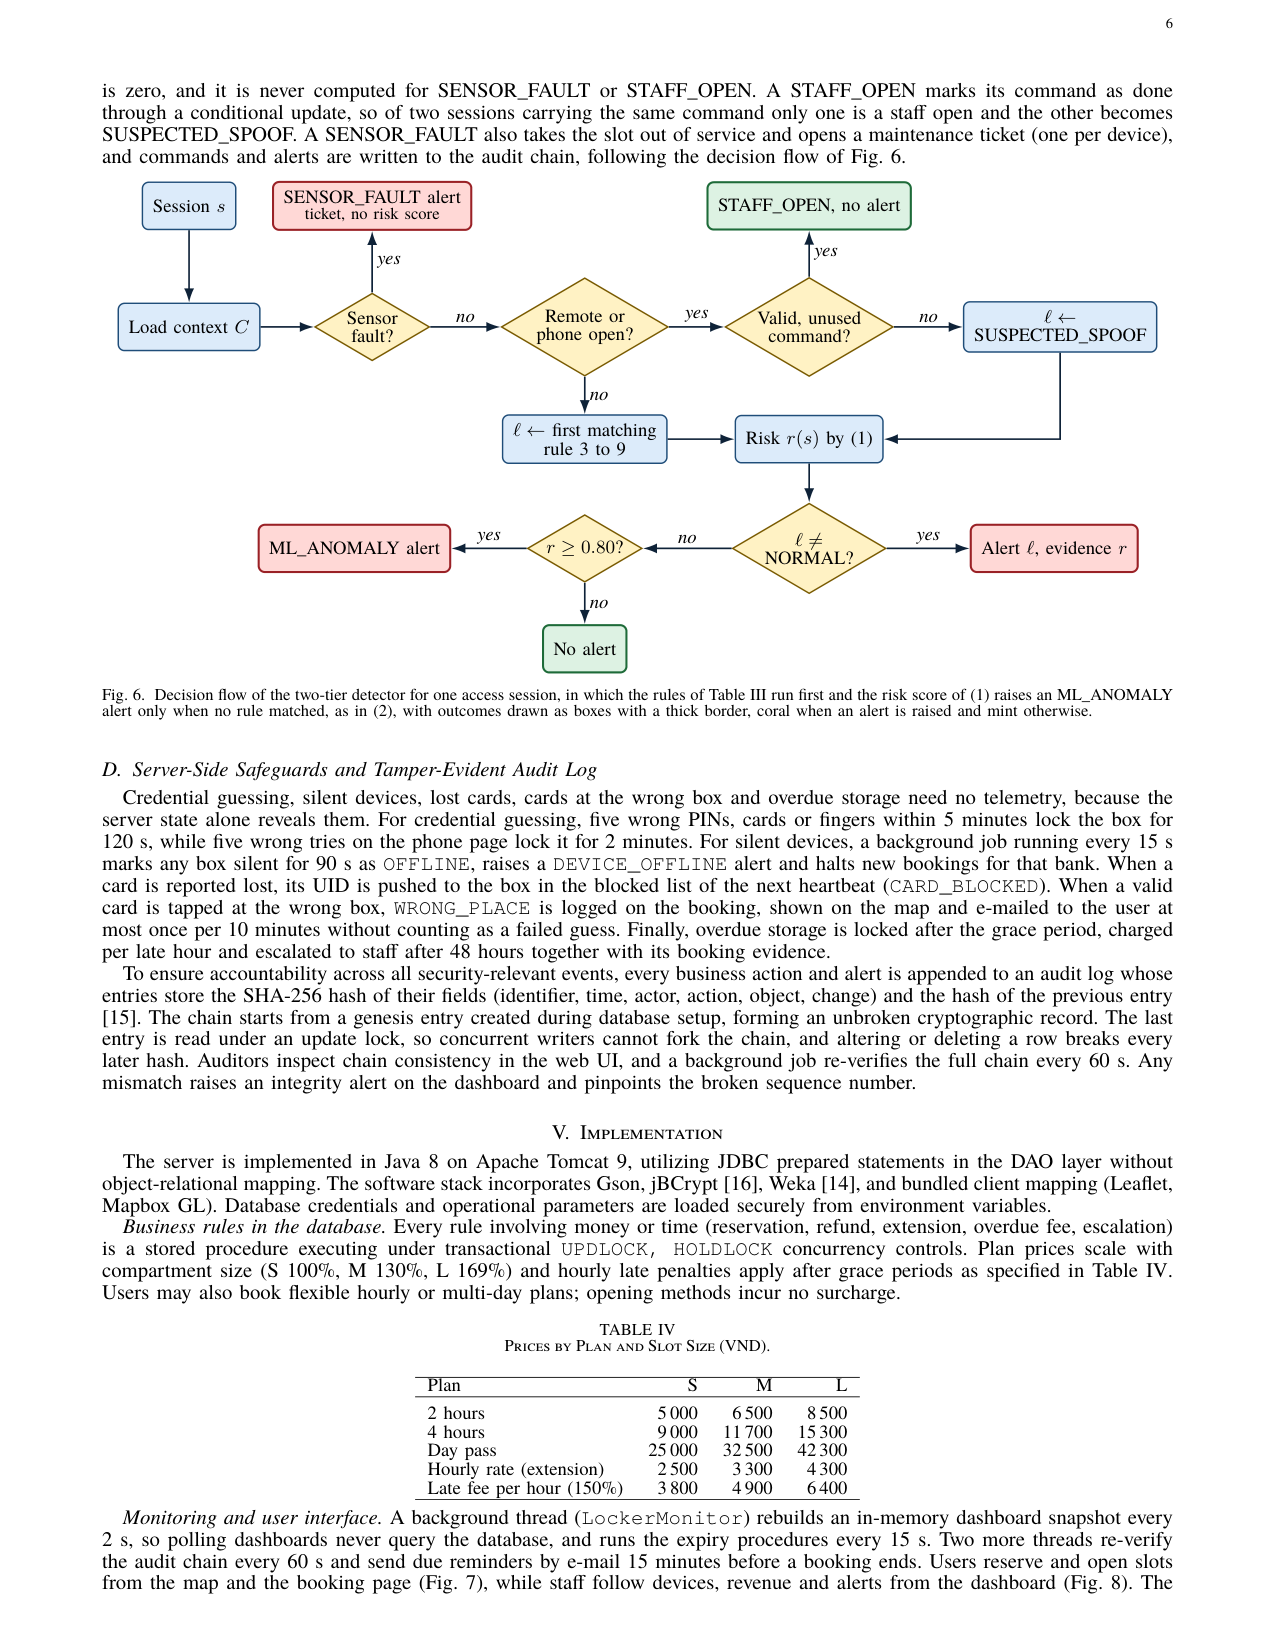 6
is zero, and it is never computed for SENSOR_FAULT or STAFF_OPEN. A STAFF_OPEN marks its command as done
through a conditional update, so of two sessions carrying the same command only one is a staff open and the other becomes
SUSPECTED_SPOOF. A SENSOR_FAULT also takes the slot out of service and opens a maintenance ticket (one per device),
and commands and alerts are written to the audit chain, following the decision flow of Fig. 6.
Session s
SENSOR_FAULT alert
ticket, no risk score
STAFF_OPEN, no alert
yes
yes
Load context C
Sensor
fault?
no
Remote or
phone open?
yes
Valid, unused
command?
no
ℓ ←
SUSPECTED_SPOOF
no
ℓ ← first matching
rule 3 to 9
Risk r(s) by (1)
ML_ANOMALY alert
yes
r ≥ 0.80?
no
ℓ ≠
NORMAL?
yes
Alert ℓ, evidence r
no
No alert
Fig. 6. Decision flow of the two-tier detector for one access session, in which the rules of Table III run first and the risk score of (1) raises an ML_ANOMALY
alert only when no rule matched, as in (2), with outcomes drawn as boxes with a thick border, coral when an alert is raised and mint otherwise.
D. Server-Side Safeguards and Tamper-Evident Audit Log
Credential guessing, silent devices, lost cards, cards at the wrong box and overdue storage need no telemetry, because the
server state alone reveals them. For credential guessing, five wrong PINs, cards or fingers within 5 minutes lock the box for
120 s, while five wrong tries on the phone page lock it for 2 minutes. For silent devices, a background job running every 15 s
marks any box silent for 90 s as OFFLINE, raises a DEVICE_OFFLINE alert and halts new bookings for that bank. When a
card is reported lost, its UID is pushed to the box in the blocked list of the next heartbeat (CARD_BLOCKED). When a valid
card is tapped at the wrong box, WRONG_PLACE is logged on the booking, shown on the map and e-mailed to the user at
most once per 10 minutes without counting as a failed guess. Finally, overdue storage is locked after the grace period, charged
per late hour and escalated to staff after 48 hours together with its booking evidence.
To ensure accountability across all security-relevant events, every business action and alert is appended to an audit log whose
entries store the SHA-256 hash of their fields (identifier, time, actor, action, object, change) and the hash of the previous entry
[15]. The chain starts from a genesis entry created during database setup, forming an unbroken cryptographic record. The last
entry is read under an update lock, so concurrent writers cannot fork the chain, and altering or deleting a row breaks every
later hash. Auditors inspect chain consistency in the web UI, and a background job re-verifies the full chain every 60 s. Any
mismatch raises an integrity alert on the dashboard and pinpoints the broken sequence number.
V. Implementation
The server is implemented in Java 8 on Apache Tomcat 9, utilizing JDBC prepared statements in the DAO layer without
object-relational mapping. The software stack incorporates Gson, jBCrypt [16], Weka [14], and bundled client mapping (Leaflet,
Mapbox GL). Database credentials and operational parameters are loaded securely from environment variables.
Business rules in the database. Every rule involving money or time (reservation, refund, extension, overdue fee, escalation)
is a stored procedure executing under transactional UPDLOCK, HOLDLOCK concurrency controls. Plan prices scale with
compartment size (S 100%, M 130%, L 169%) and hourly late penalties apply after grace periods as specified in Table IV.
Users may also book flexible hourly or multi-day plans; opening methods incur no surcharge.
TABLE IV
Prices by Plan and Slot Size (VND).
Plan S M L
2 hours 5 000 6 500 8 500
4 hours 9 000 11 700 15 300
Day pass 25 000 32 500 42 300
Hourly rate (extension) 2 500 3 300 4 300
Late fee per hour (150%) 3 800 4 900 6 400
Monitoring and user interface. A background thread (LockerMonitor) rebuilds an in-memory dashboard snapshot every
2 s, so polling dashboards never query the database, and runs the expiry procedures every 15 s. Two more threads re-verify
the audit chain every 60 s and send due reminders by e-mail 15 minutes before a booking ends. Users reserve and open slots
from the map and the booking page (Fig. 7), while staff follow devices, revenue and alerts from the dashboard (Fig. 8). The